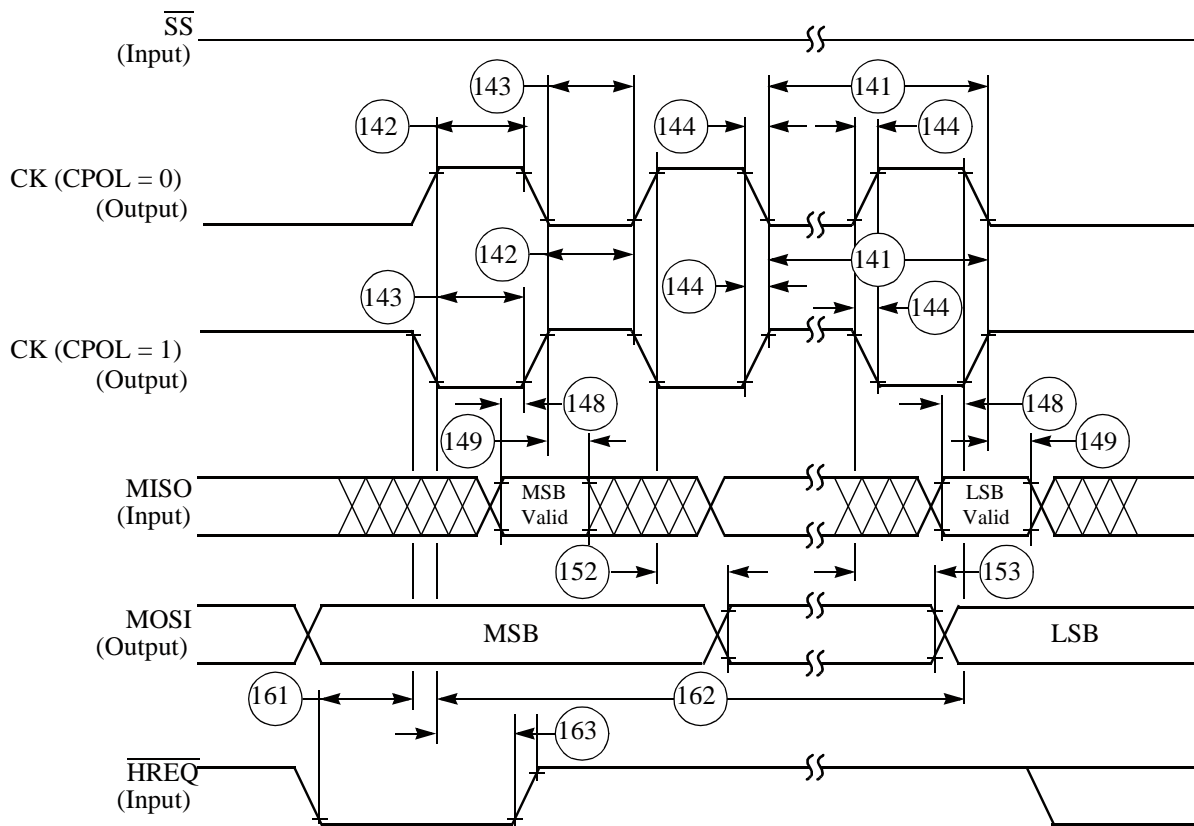 SS
(Input)
143
141
142
144
144
CK (CPOL = 0)
(Output)
142
141
143
144
144
CK (CPOL = 1)
(Output)
148
148
149
149
MISO
(Input)
MSB
Valid
LSB
Valid
152
153
MOSI
(Output)
MSB
LSB
161
162
163
HREQ
(Input)